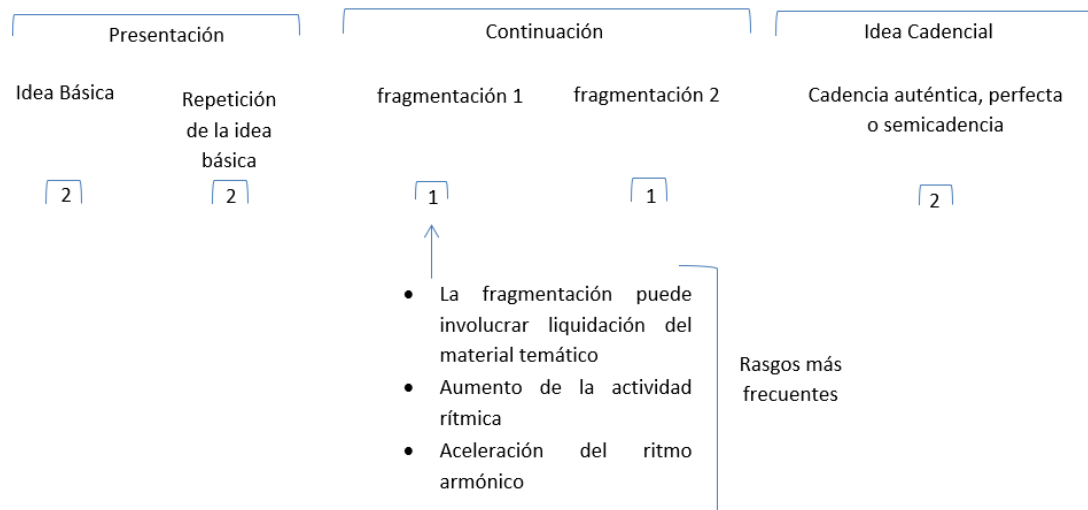 Presentación
Continuación
Idea Cadencial
Idea Básica
Repetición
de la idea
básica
fragmentación 1
fragmentación 2
Cadencia auténtica, perfecta
o semicadencia
2
2
1
1
2
• La fragmentación puede
involucrar liquidación del
material temático
• Aumento de la actividad
rítmica
• Aceleración del ritmo
armónico
Rasgos más
frecuentes